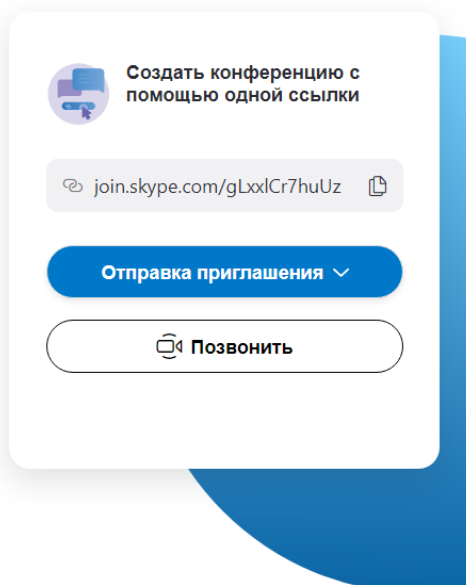 Создать конференцию с
помощью одной ссылки
join.skype.com/gLxxlCr7huUz
Отправка приглашения
Позвонить